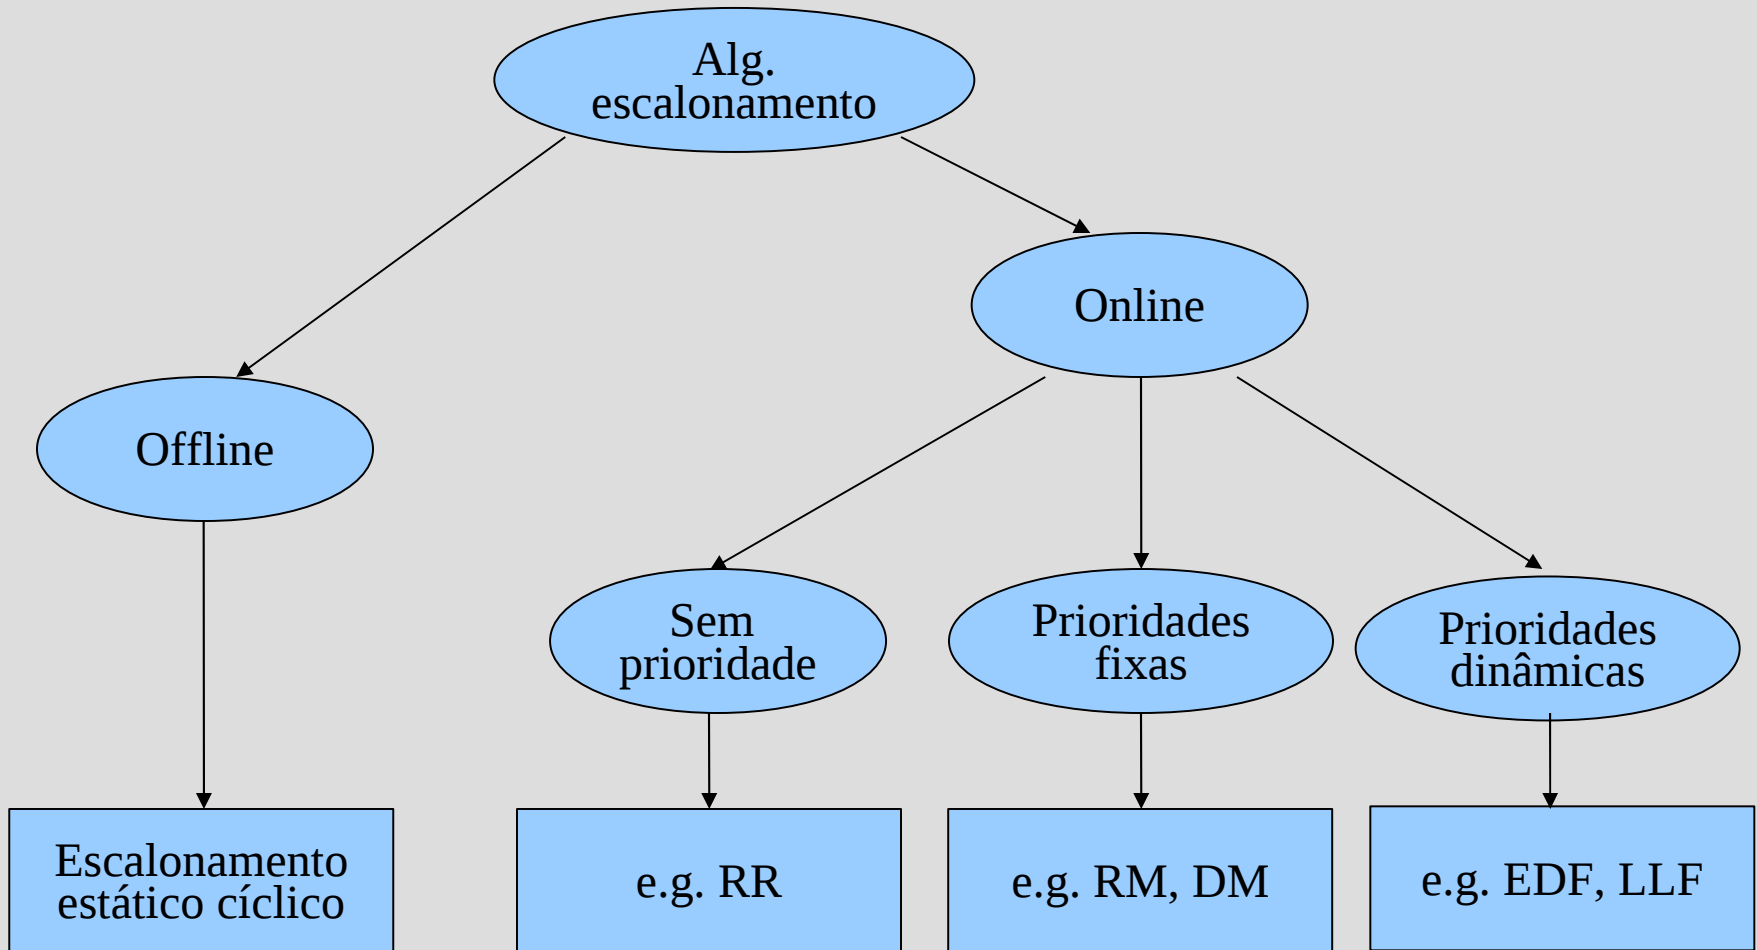 Alg.
escalonamento
Online
Offline
Sem
prioridade
Prioridades
fixas
Prioridades
dinâmicas
Escalonamento
estático cíclico
e.g. RR
e.g. RM, DM
e.g. EDF, LLF